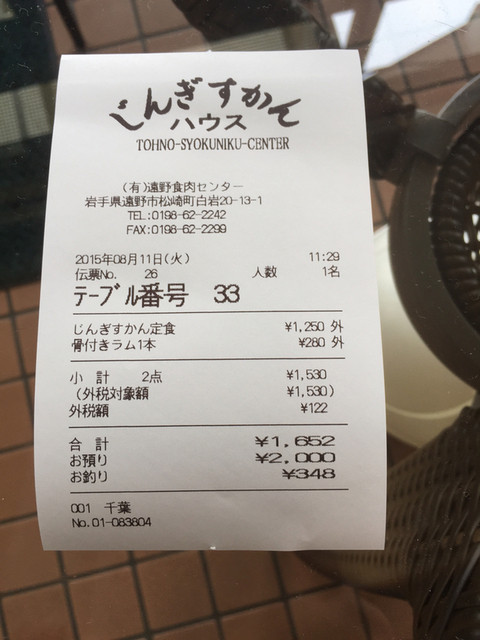 じんぎすかん
ハウス
TOHNO-SYOKUNIKU-CENTER
(有)遠野食肉センター
岩手県遠野市松崎町白岩20-13-1
TEL:0198-62-2242
FAX:0198-62-2299
2015年08月11日(火) 11:29
伝票No. 26 人数 1名
テーブル番号 33
じんぎすかん定食 ¥1,250 外
骨付きラム1本 ¥280 外
小 計 2点 ¥1,530
(外税対象額 ¥1,530)
外税額 ¥122
合 計 ¥1,652
お預り ¥2,000
お釣り ¥348
001 千葉
No.01-083804